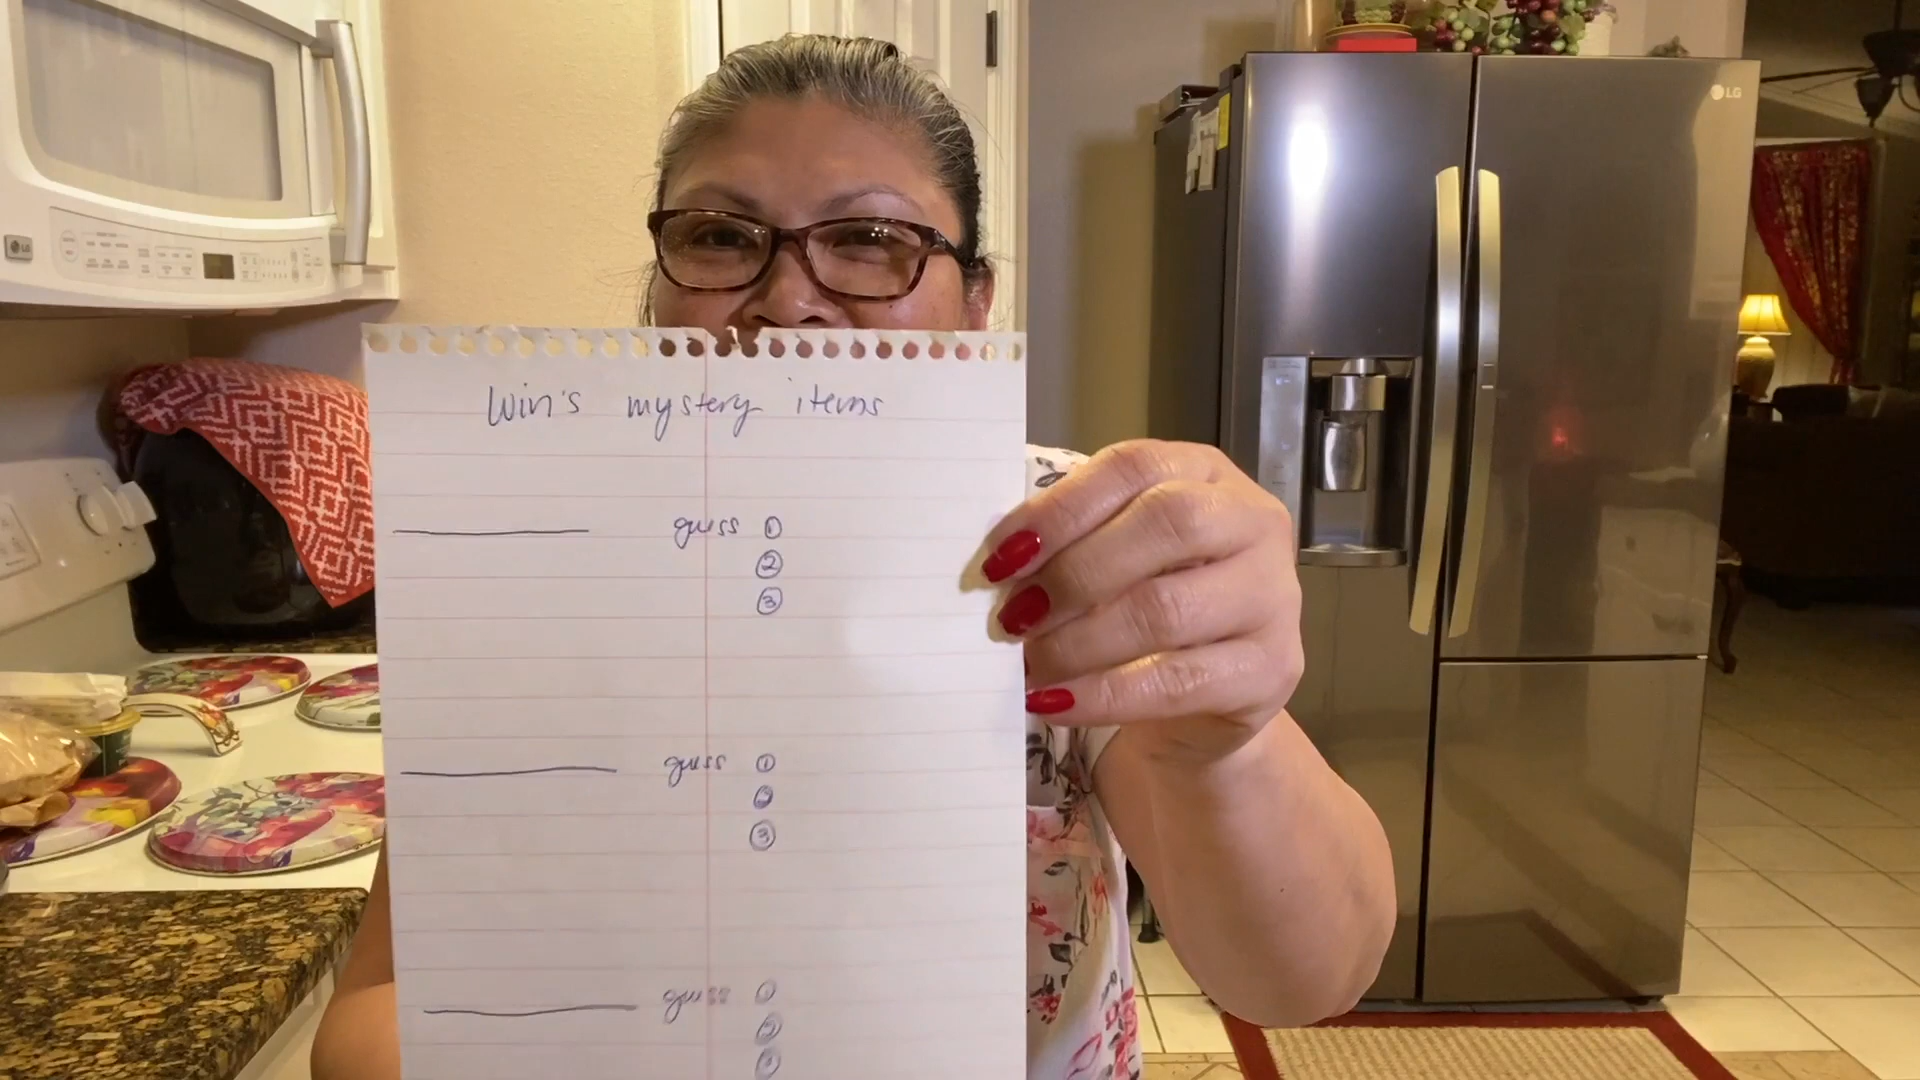 LG
LG
Win's mystery items
guess ①
②
③
guess ①
②
③
guess ①
②
③